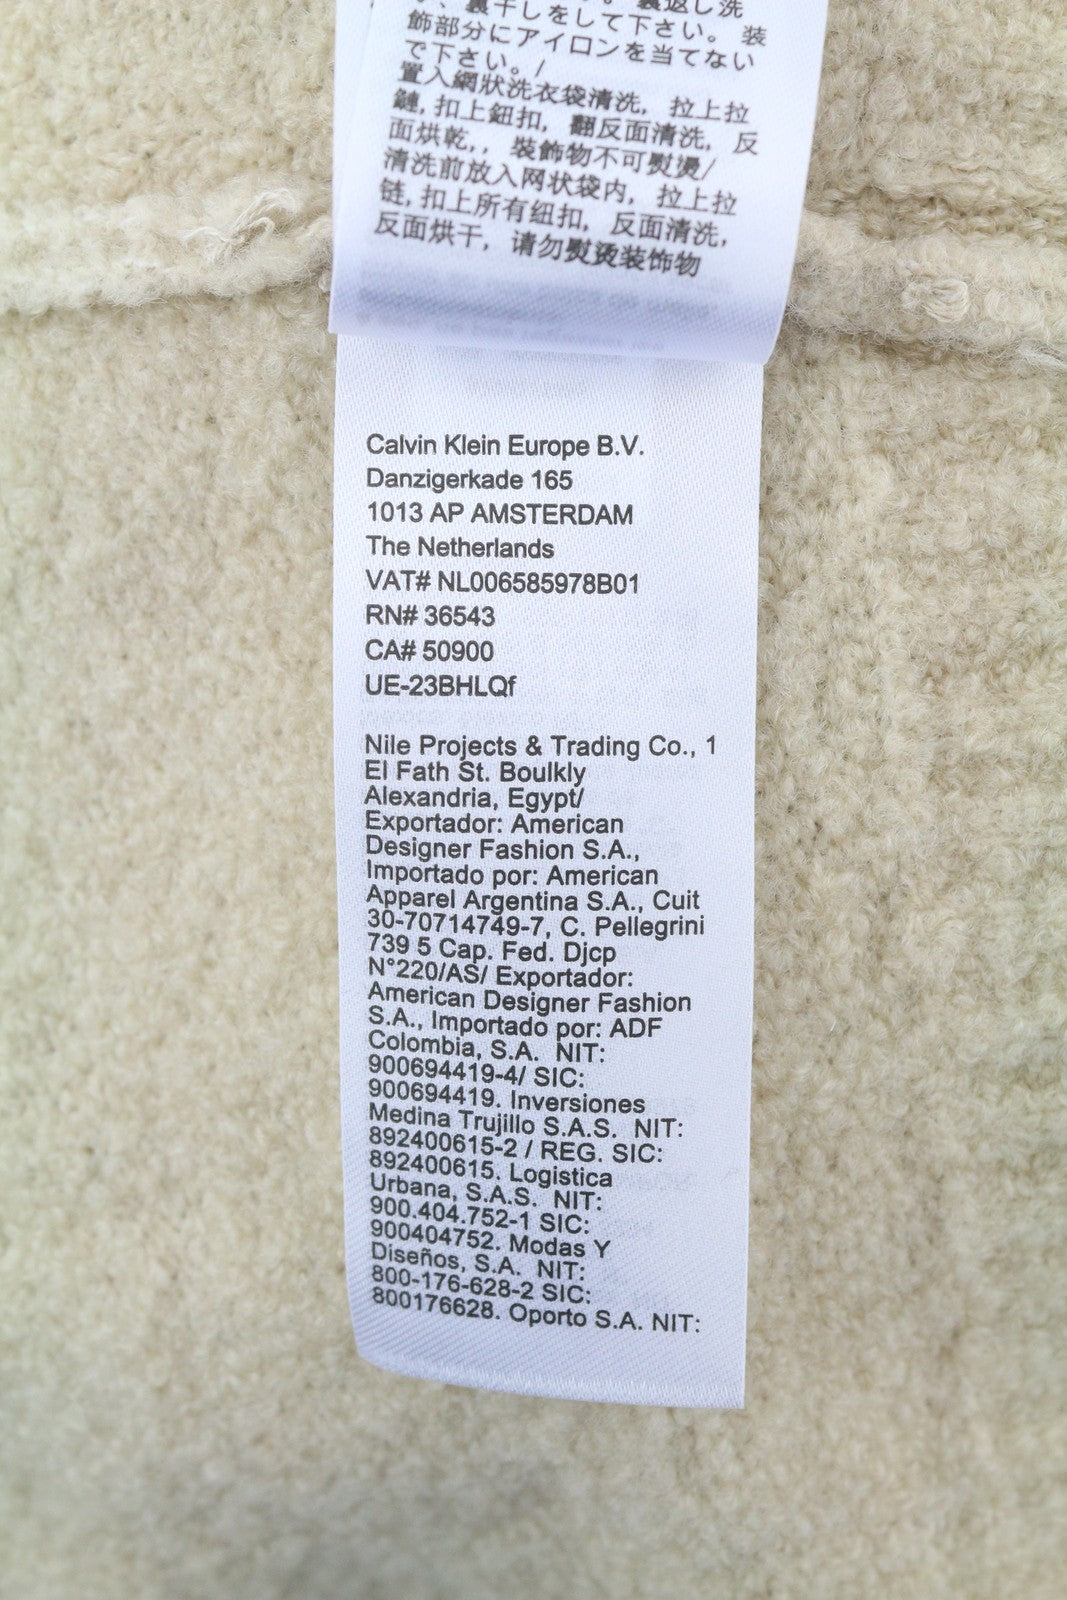 、裏干しをして下さい。 装
飾部分にアイロンを当てない
で下さい。/
置入網狀洗衣袋清洗, 拉上拉
鏈, 扣上鈕扣, 翻反面清洗, 反
面烘乾,, 裝飾物不可熨燙/
清洗前放入网状袋内, 拉上拉
链, 扣上所有纽扣, 反面清洗,
反面烘干, 请勿熨烫装饰物
Calvin Klein Europe B.V.
Danzigerkade 165
1013 AP AMSTERDAM
The Netherlands
VAT# NL006585978B01
RN# 36543
CA# 50900
UE-23BHLQf
Nile Projects & Trading Co., 1
El Fath St. Boulkly
Alexandria, Egypt/
Exportador: American
Designer Fashion S.A.,
Importado por: American
Apparel Argentina S.A., Cuit
30-70714749-7, C. Pellegrini
739 5 Cap. Fed. Djcp
N°220/AS/ Exportador:
American Designer Fashion
S.A., Importado por: ADF
Colombia, S.A. NIT:
900694419-4/ SIC:
900694419. Inversiones
Medina Trujillo S.A.S. NIT:
892400615-2 / REG. SIC:
892400615. Logistica
Urbana, S.A.S. NIT:
900.404.752-1 SIC:
900404752. Modas Y
Diseños, S.A. NIT:
800-176-628-2 SIC:
800176628. Oporto S.A. NIT: